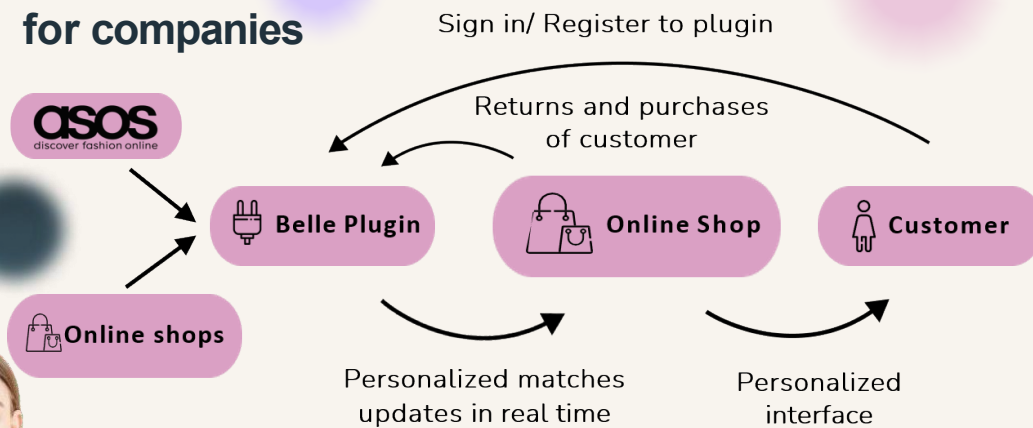 for companies
Sign in/ Register to plugin
asos
discover fashion online
Returns and purchases
of customer
Belle Plugin
Online Shop
Customer
Online shops
Personalized matches
updates in real time
Personalized
interface